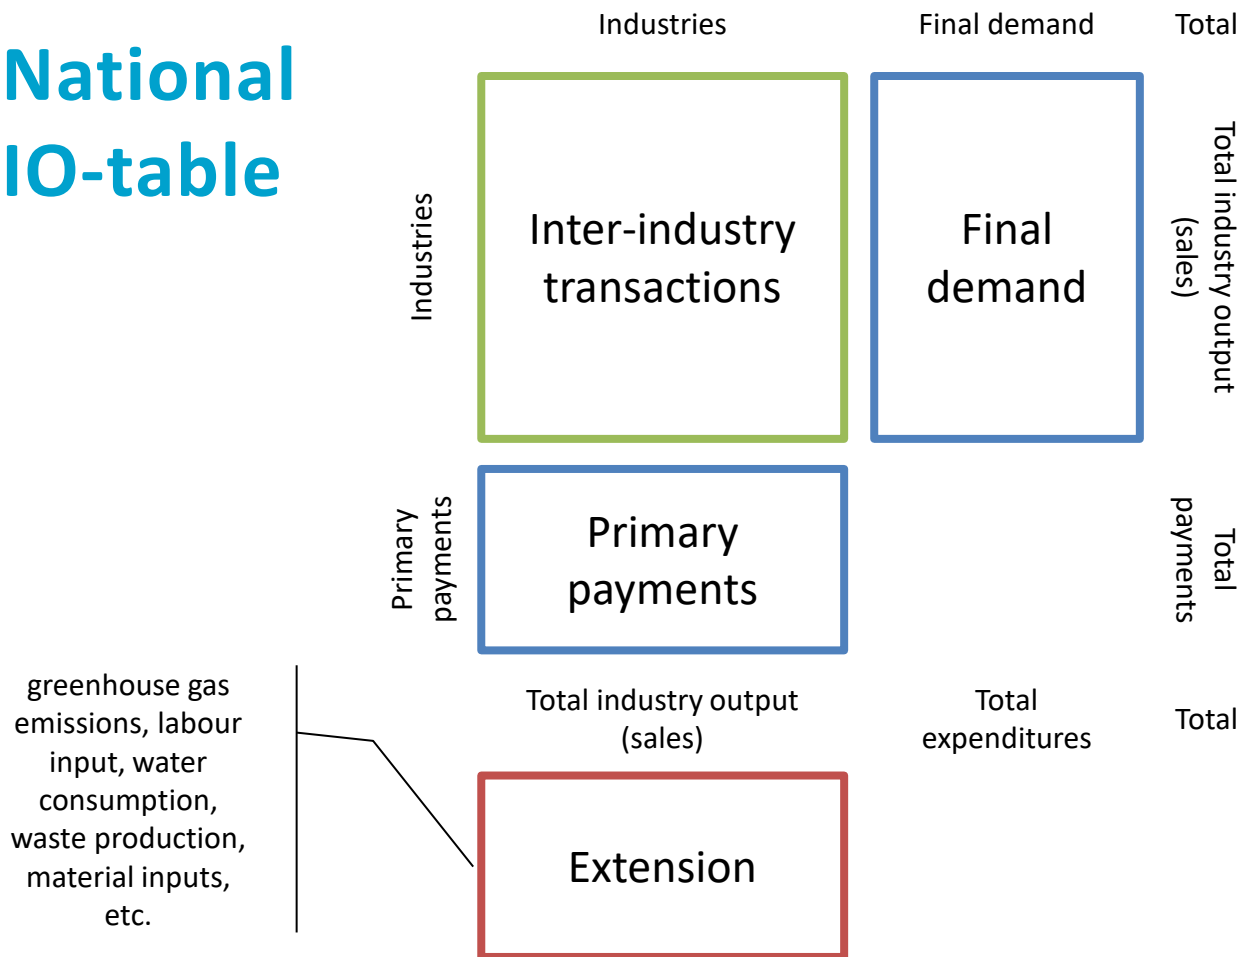 National
IO-table
Industries
Final demand
Total
Industries
Inter-industry
transactions
Final
demand
Total industry output
(sales)
Primary
payments
Primary
payments
Total
payments
Total industry output
(sales)
Total
expenditures
Total
greenhouse gas
emissions, labour
input, water
consumption,
waste production,
material inputs,
etc.
Extension